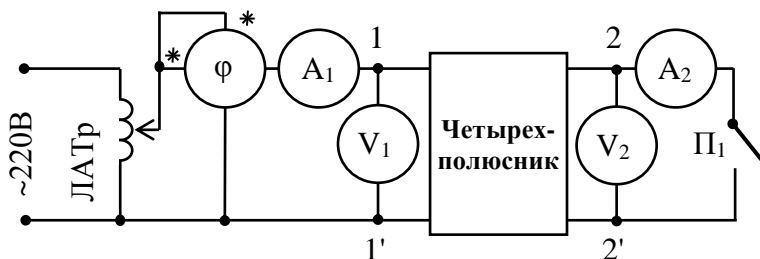 ~220В
ЛАТр
*
*
φ
A1
1
V1
1'
Четырех-
полюсник
2
A2
V2
2'
П1